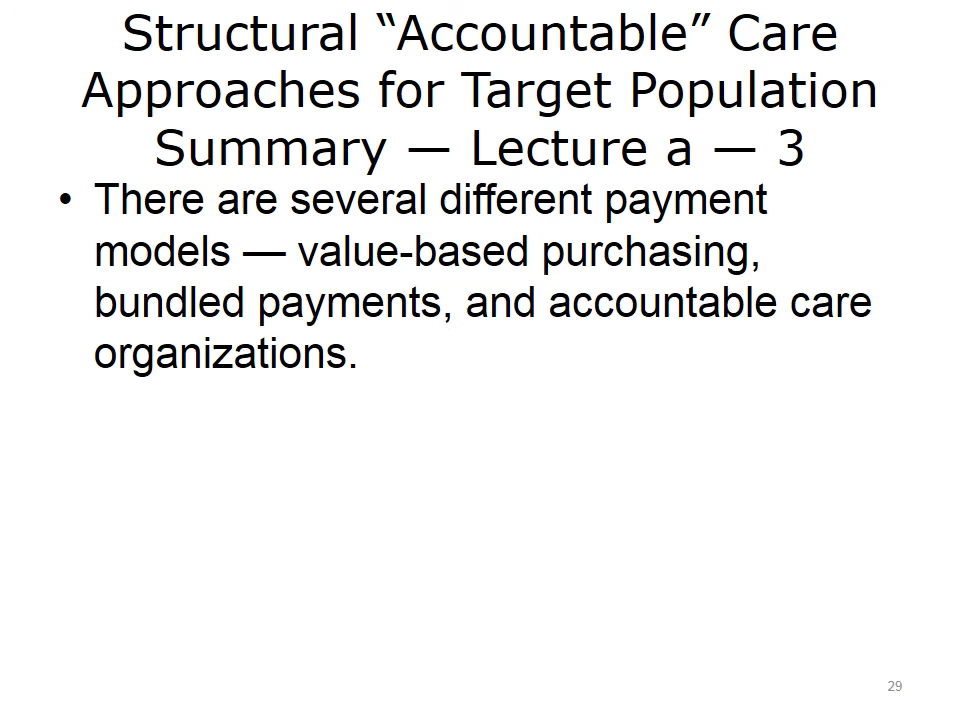 Structural “Accountable” Care
Approaches for Target Population
Summary — Lecture a — 3
• There are several different payment
models — value-based purchasing,
bundled payments, and accountable care
organizations.
29